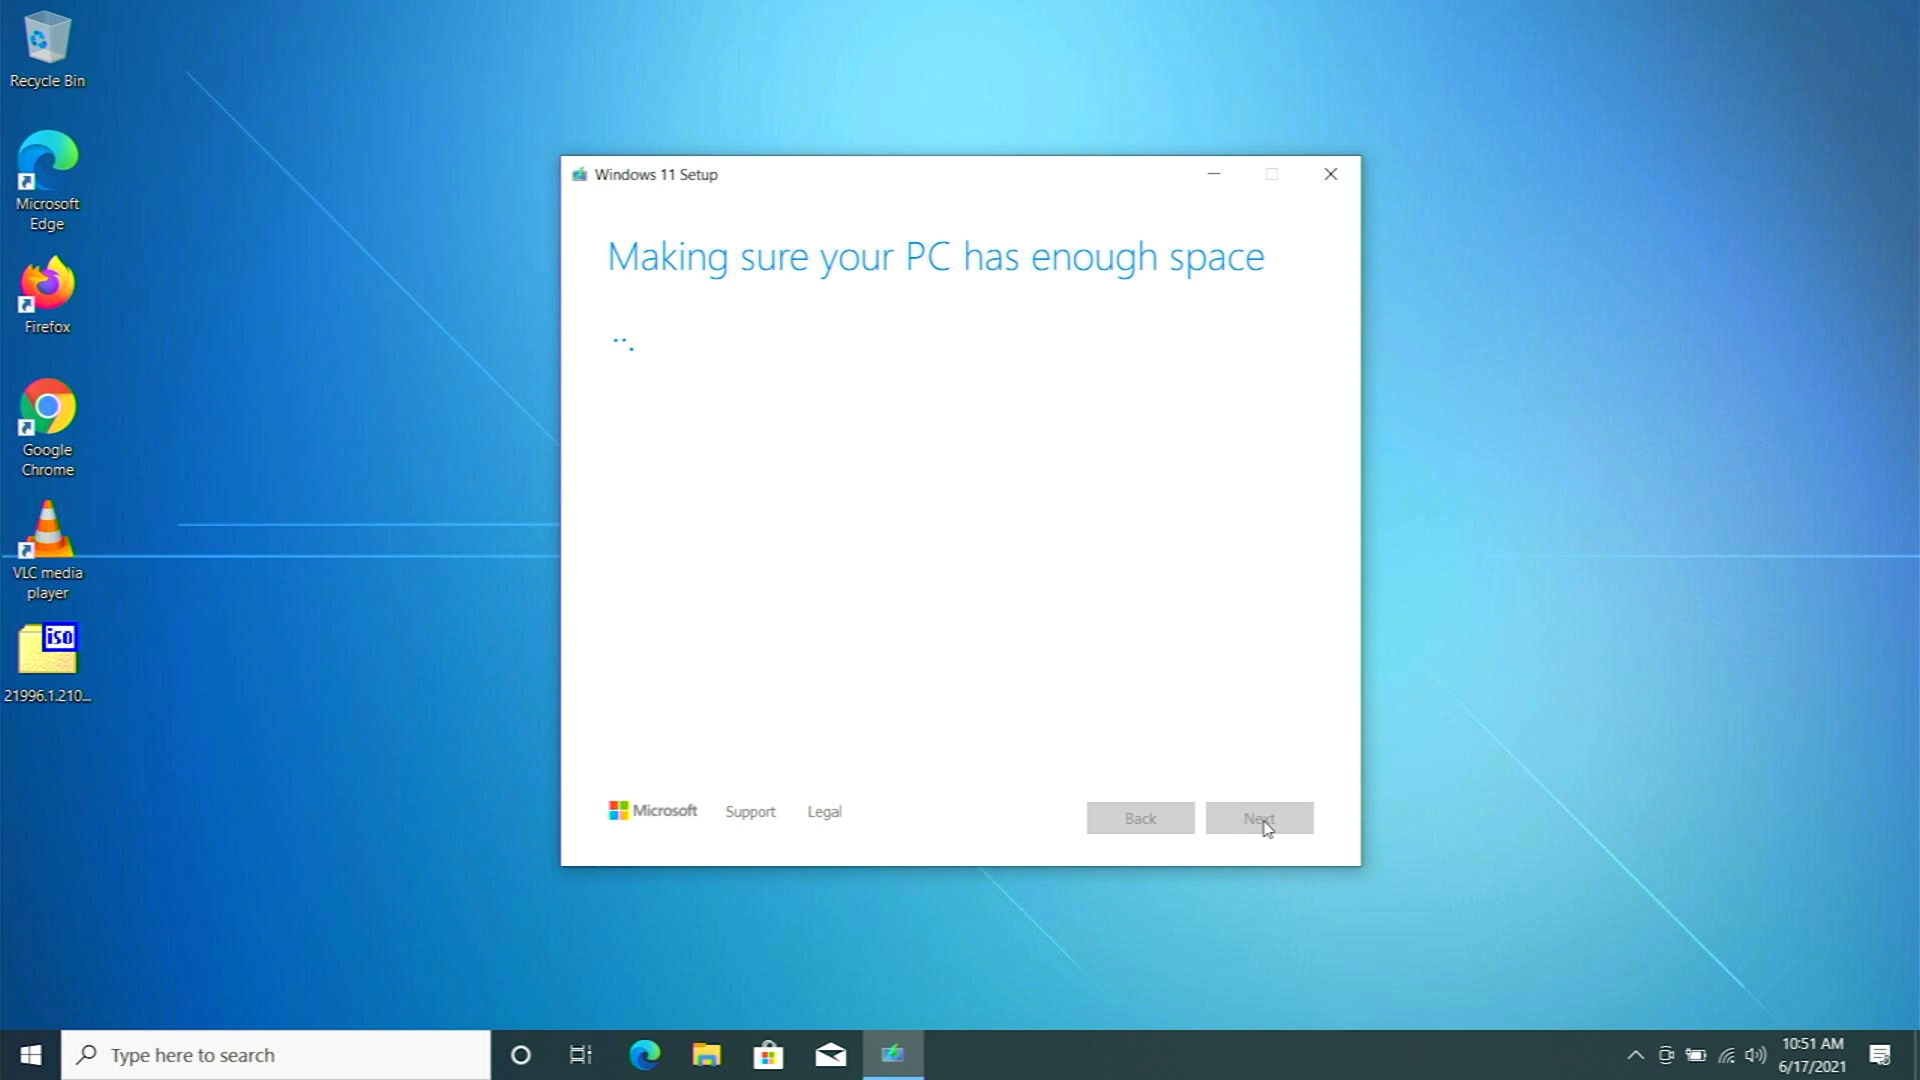 Recycle Bin
Microsoft
Edge
Firefox
Google
Chrome
VLC media
player
iso
21996.1.210...
Windows 11 Setup
Making sure your PC has enough space
Microsoft
Support
Legal
Back
Next
Type here to search
10:51 AM
6/17/2021